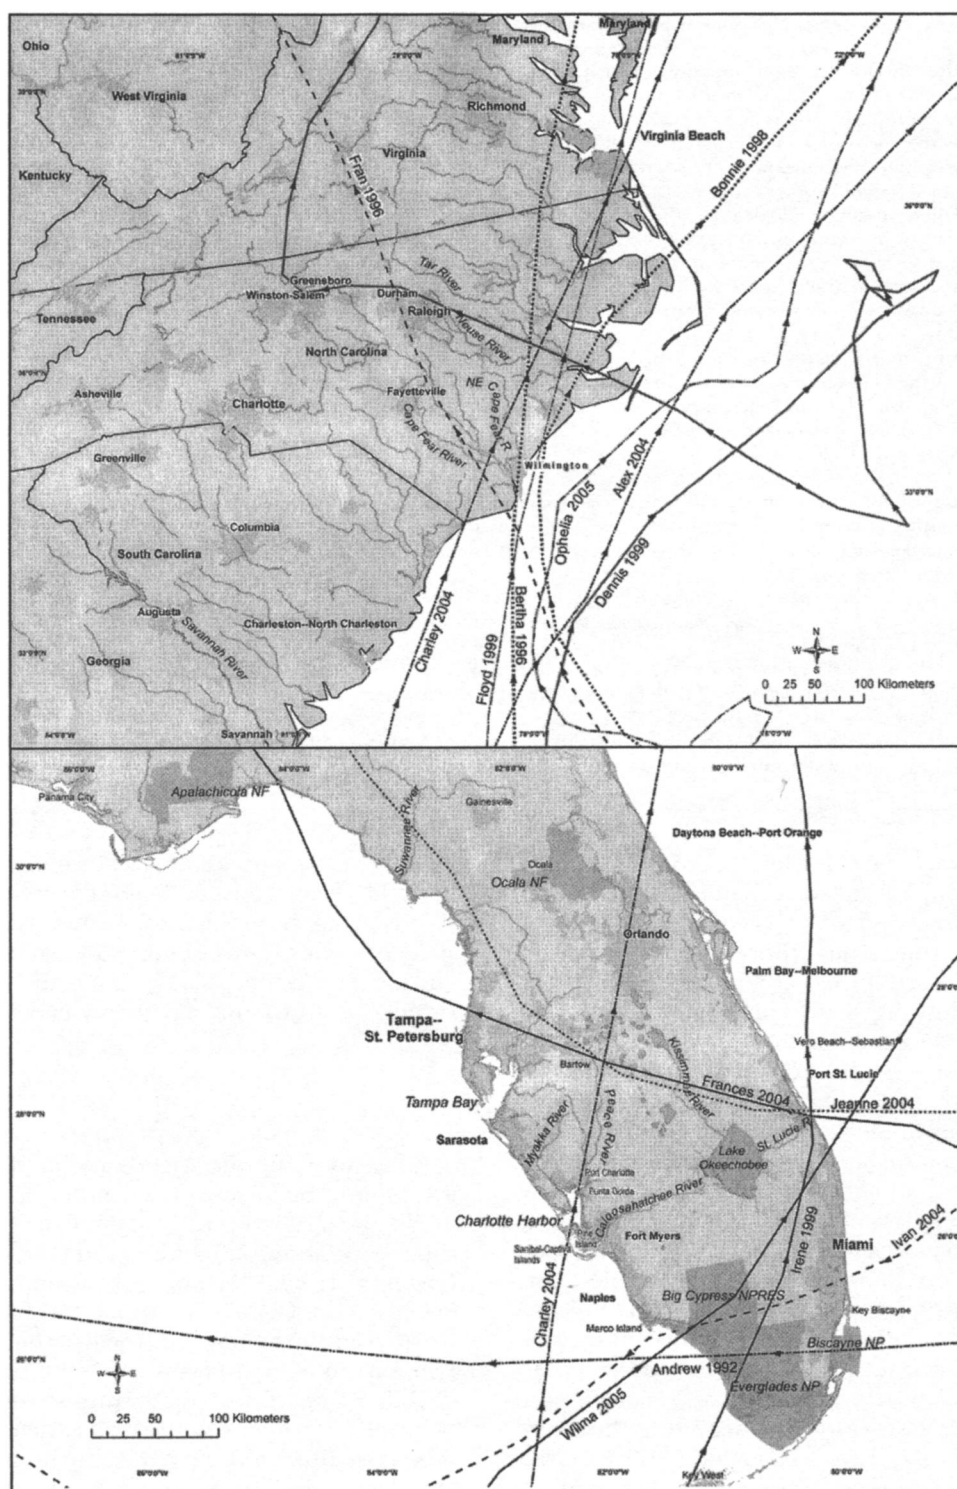 Maryland
Ohio
Maryland
West Virginia
Richmond
Virginia Beach
Virginia
Kentucky
Fran 1996
Bonnie 1998
Tar River
Greensboro
Winston-Salem
Durham
Raleigh
Tennessee
Neuse River
North Carolina
NE
Cape Fear R.
Asheville
Fayetteville
Charlotte
Cape Fear River
Greenville
Wilmington
Alex 2004
Ophelia 2005
Columbia
South Carolina
Dennis 1999
Augusta
Bertha 1996
Charleston--North Charleston
Savannah River
Charley 2004
Floyd 1999
Georgia
N
W E
S
0 25 50 100 Kilometers
Savannah
Panama City
Apalachicola NF
Suwannee River
Gainesville
Daytona Beach--Port Orange
Ocala
Ocala NF
Orlando
Palm Bay--Melbourne
Tampa--
St. Petersburg
Vero Beach--Sebastian
Kissimmee River
Bartow
Port St. Lucie
Frances 2004
Jeanne 2004
Tampa Bay
Peace River
Myakka River
Sarasota
St. Lucie R.
Lake
Okeechobee
Port Charlotte
Punta Gorda
Caloosahatchee River
Charlotte Harbor
Pine
Island
Fort Myers
Sanibel-Captiva
Islands
Miami
Ivan 2004
Irene 1999
Charley 2004
Naples
Big Cypress NPRES
Key Biscayne
Marco Island
Biscayne NP
Andrew 1992
Everglades NP
N
W E
S
Wilma 2005
0 25 50 100 Kilometers
Key West